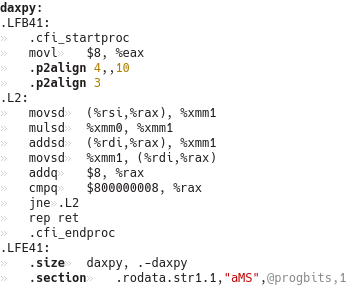 daxpy:
.LFB41:
» .cfi_startproc
» movl» $8, %eax
» .p2align 4,,10
» .p2align 3
.L2:
» movsd» (%rsi,%rax), %xmm1
» mulsd» %xmm0, %xmm1
» addsd» (%rdi,%rax), %xmm1
» movsd» %xmm1, (%rdi,%rax)
» addq» $8, %rax
» cmpq» $800000008, %rax
» jne».L2
» rep ret
» .cfi_endproc
.LFE41:
» .size» daxpy, .-daxpy
» .section» .rodata.str1.1,"aMS",@progbits,1